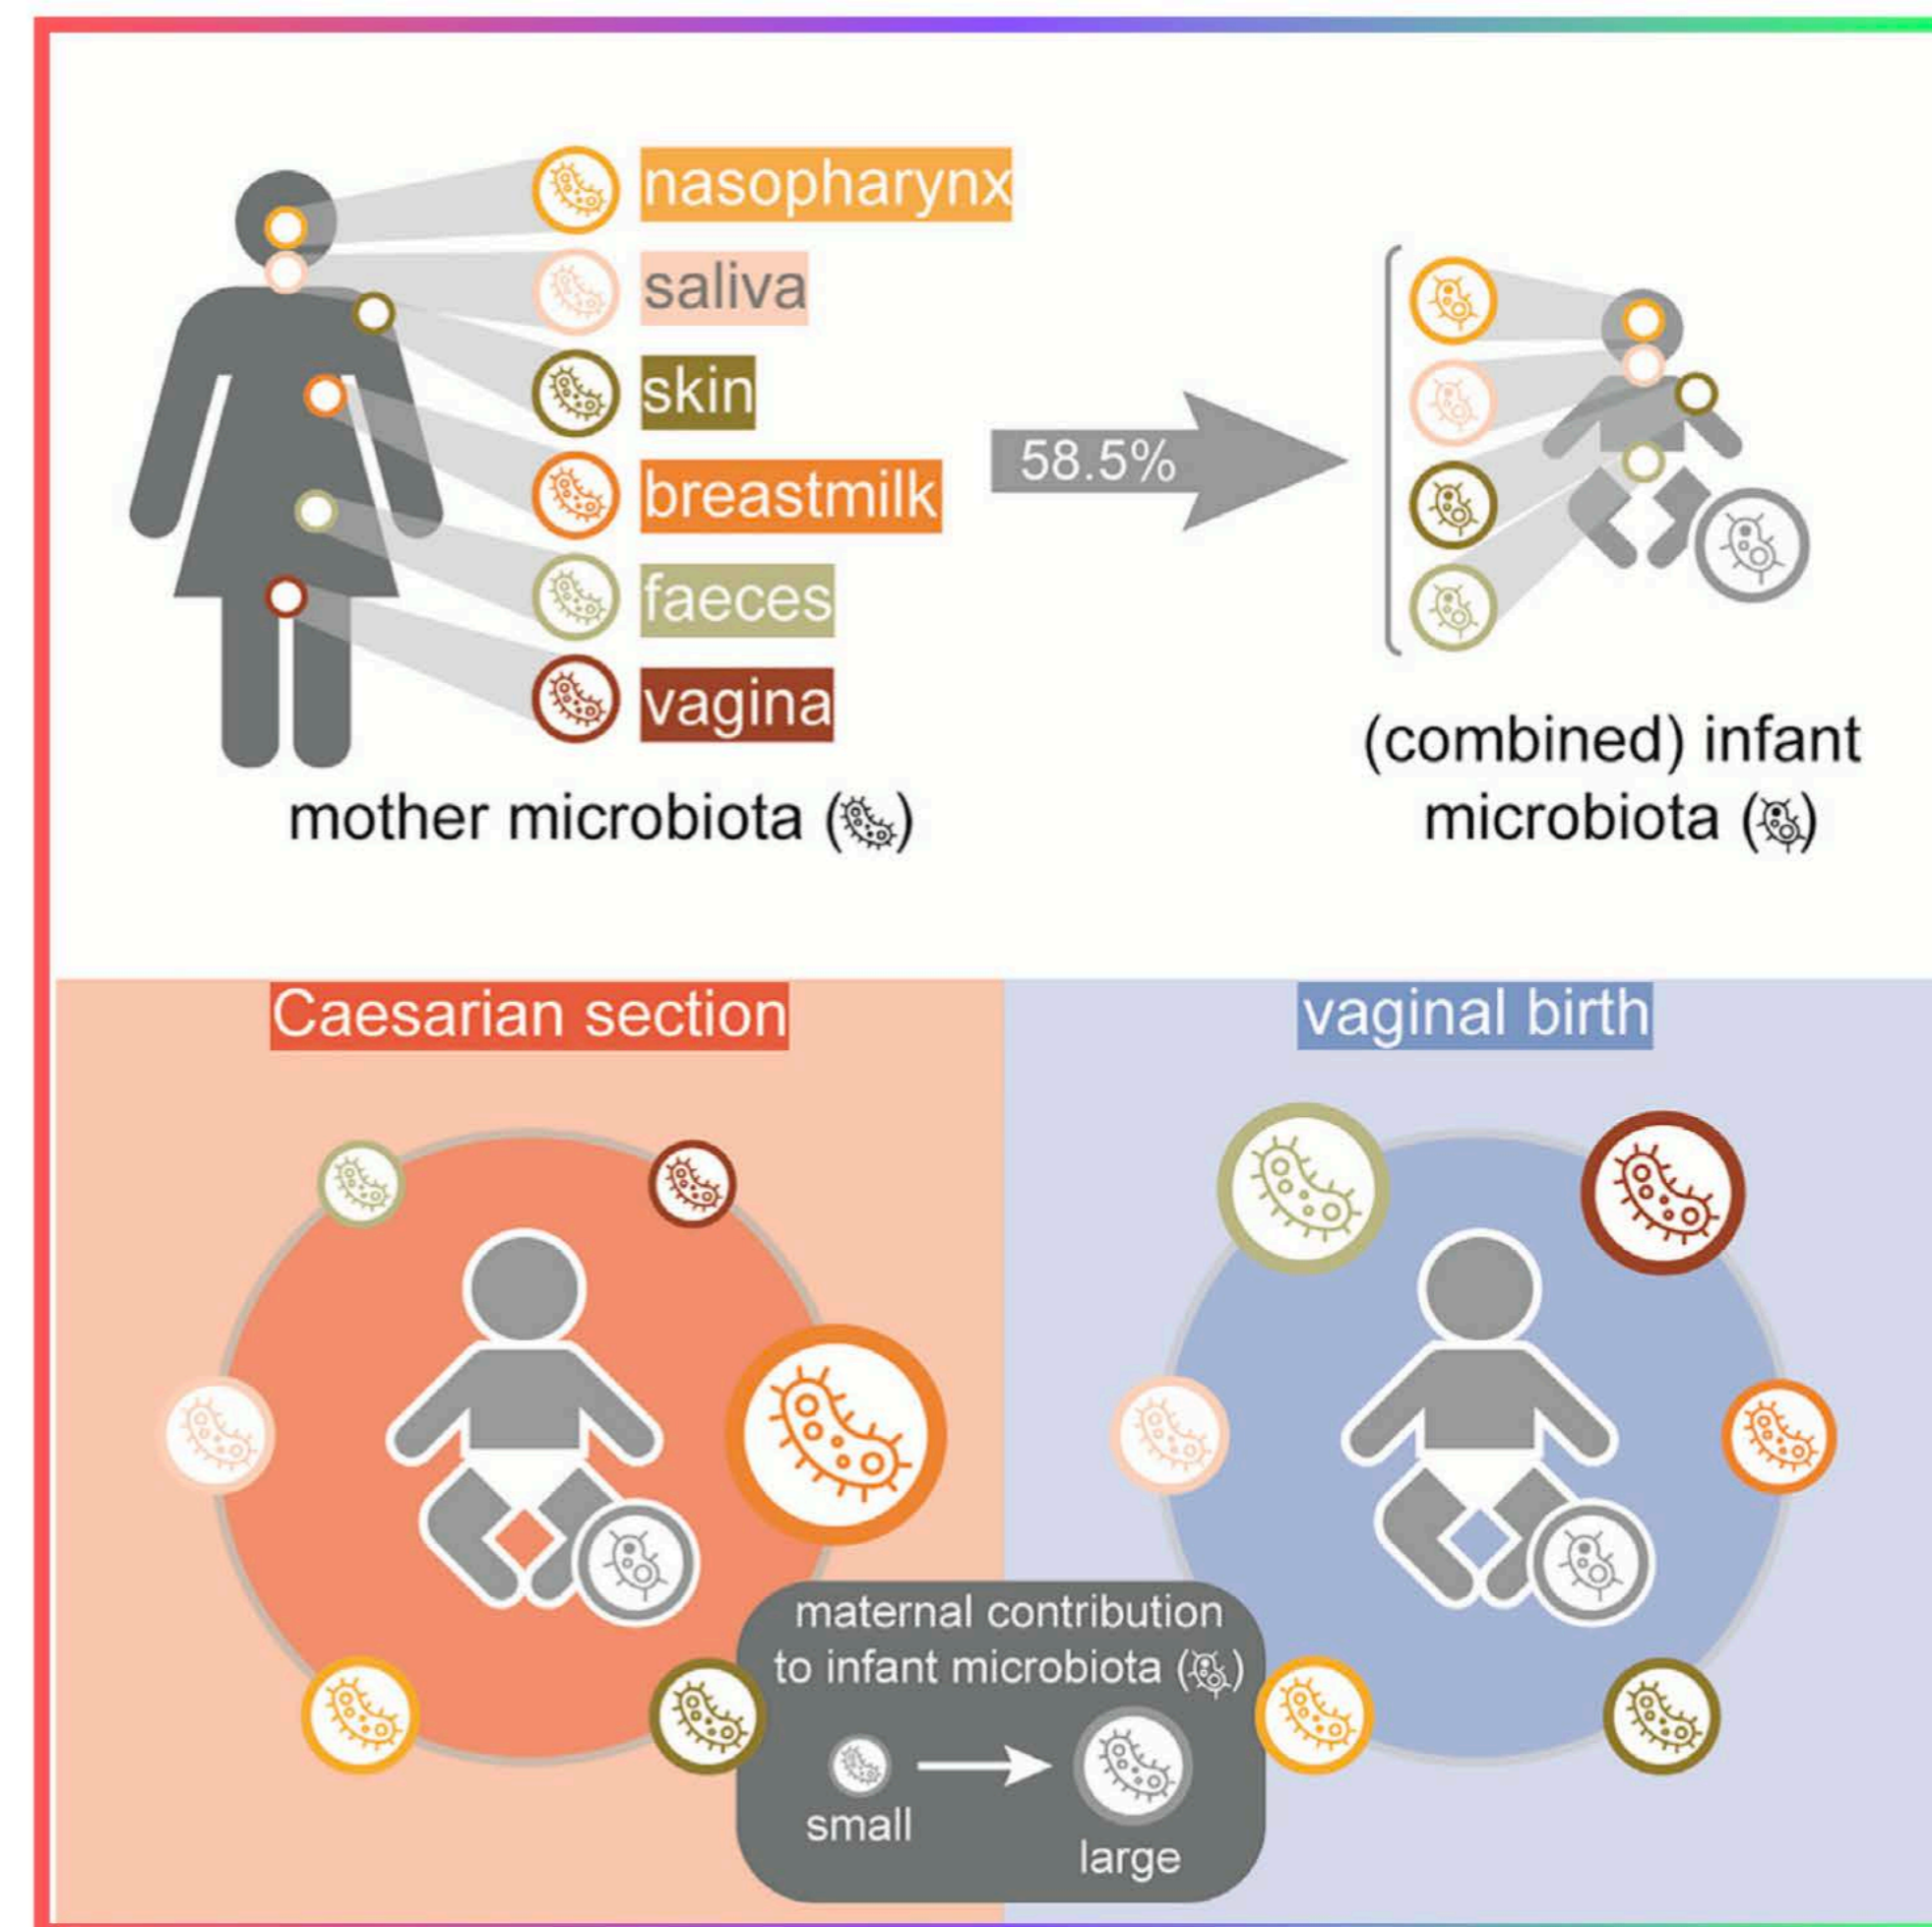 nasopharynx
saliva
skin
breastmilk
faeces
vagina
mother microbiota ()
58.5%
(combined) infant
microbiota ()
Caesarian section
vaginal birth
maternal contribution
to infant microbiota ()
small
large